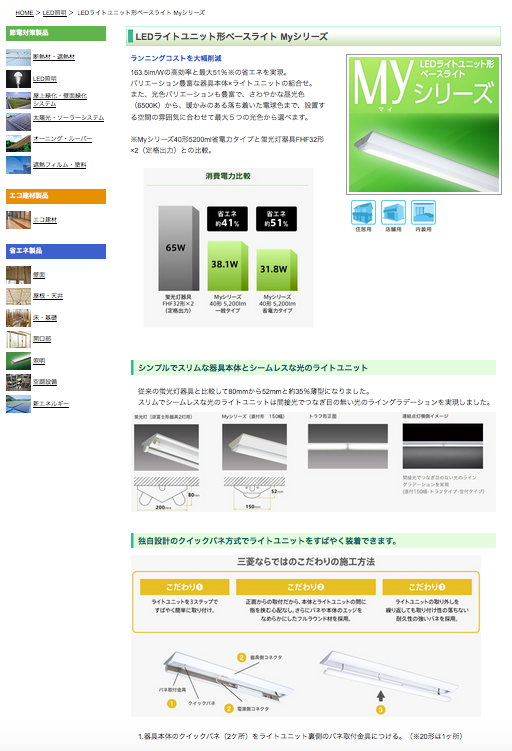 HOME > LED照明 > LEDライトユニット形ベースライト Myシリーズ
節電対策製品
断熱材・遮熱材
LED照明
屋上緑化・壁面緑化
システム
太陽光・ソーラーシステム
オーニング・ルーバー
遮熱フィルム・塗料
エコ建材製品
エコ建材
省エネ製品
壁面
屋根・天井
床・基礎
開口部
照明
空調設備
新エネルギー
LEDライトユニット形ベースライト Myシリーズ
ランニングコストを大幅削減
163.5lm/Wの高効率と最大51%※の省エネを実現。
バリエーション豊富な器具本体×ライトユニットの組合せ。
また、光色バリエーションも豊富で、さわやかな昼光色
(6500K)から、暖かみのある落ち着いた電球色まで、設置す
る空間の雰囲気に合わせて最大5つの光色から選べます。
※Myシリーズ40形5200ml省電力タイプと蛍光灯器具FHF32形
×2(定格出力)との比較。
LEDライトユニット形
ベースライト
My
マイ
シリーズ
住居用
店舗用
内装用
消費電力比較
65W
省エネ
約41%
38.1W
省エネ
約51%
31.8W
蛍光灯器具
FHF32形×2
(定格出力)
Myシリーズ
40形 5,200lm
一般タイプ
Myシリーズ
40形 5,200lm
省電力タイプ
シンプルでスリムな器具本体とシームレスな光のライトユニット
従来の蛍光灯器具と比較して80mmから52mmと約35%薄型になりました。
スリムでシームレスな光のライトユニットは間接光でつなぎ目の無い光のライングラデーションを実現しました。
蛍光灯(逆富士形器具2灯用)
Myシリーズ(直付形 150幅)
トラフ形正面
連結点灯横断イメージ
80mm
200mm
52mm
150mm
間接光でつなぎ目のない光のライン
グラデーションを実現
(直付150幅・トラフタイプ・笠付タイプ)
独自設計のクイックバネ方式でライトユニットをすばやく装着できます。
三菱ならではのこだわりの施工方法
こだわり❶
ライトユニットを3ステップで
すばやく簡単に取り付け。
こだわり❷
正面からの取付だから、本体とライトユニットの間に
指を挟む心配なし。さらにバネや本体のエッジを
なめらかにしたフルラウンド材を採用。
こだわり❸
ライトユニットの取り外しを
繰り返しても取り付け性の落ちない
耐久性の強いバネを採用。
2 器具側コネクタ
バネ取付金具
1 クイックバネ
2 電源側コネクタ
3
1.器具本体のクイックバネ(2ケ所)をライトユニット裏側のバネ取付金具につける。(※20形は1ヶ所)